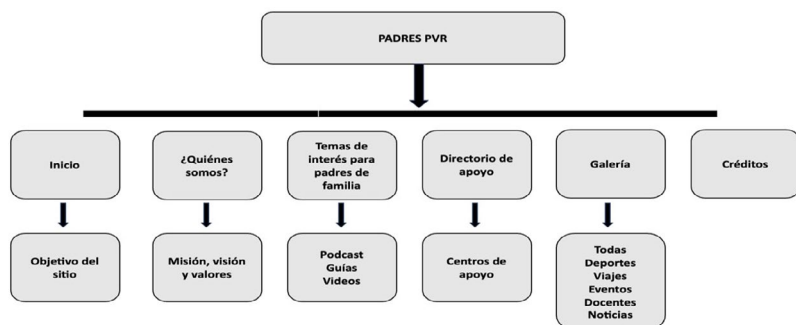 PADRES PVR
Inicio
¿Quiénes
somos?
Temas de
interés para
padres de
familia
Directorio de
apoyo
Galería
Créditos
Objetivo del
sitio
Misión, visión
y valores
Podcast
Guías
Videos
Centros de
apoyo
Todas
Deportes
Viajes
Eventos
Docentes
Noticias